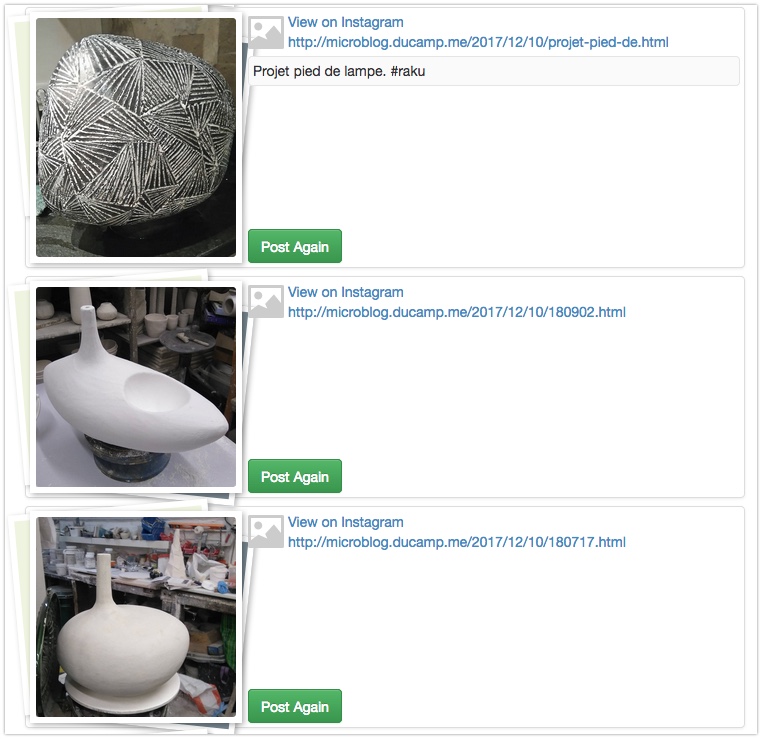 View on Instagram
http://microblog.ducamp.me/2017/12/10/projet-pied-de.html
Projet pied de lampe. #raku
Post Again
View on Instagram
http://microblog.ducamp.me/2017/12/10/180902.html
Post Again
View on Instagram
http://microblog.ducamp.me/2017/12/10/180717.html
Post Again